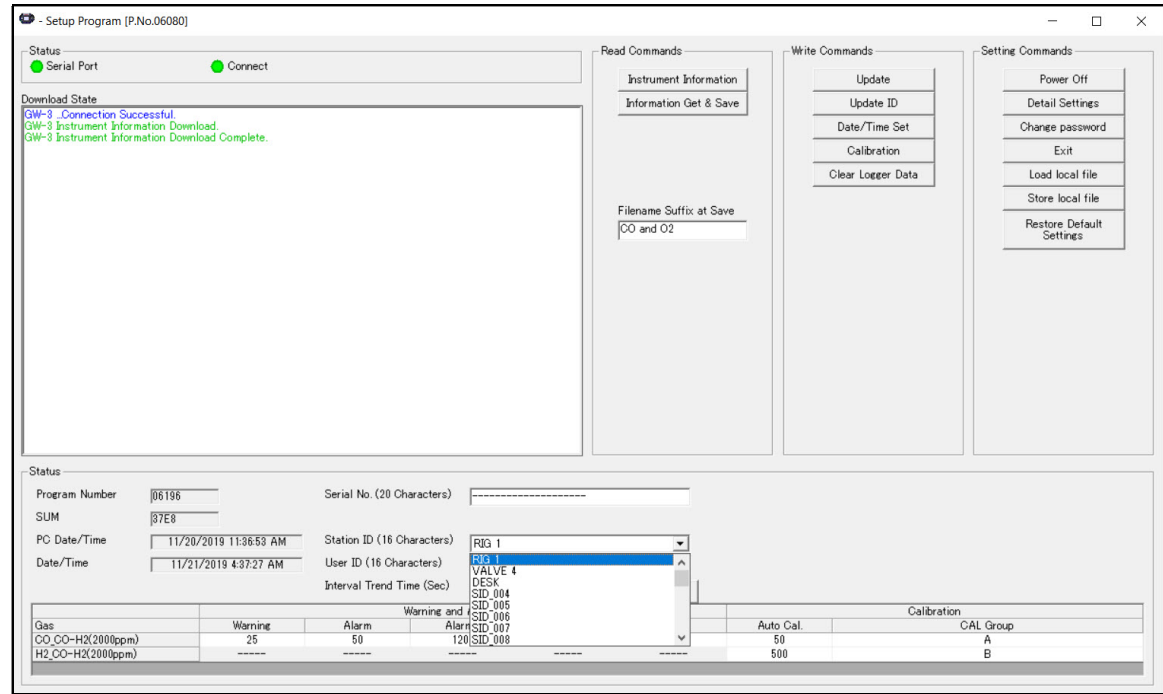 - Setup Program [P.No.06080]
Status
Serial Port Connect
Download State
GW-3 ..Connection Successful.
GW-3 Instrument Information Download.
GW-3 Instrument Information Download Complete.
Read Commands
Instrument Information
Information Get & Save
Filename Suffix at Save
CO and O2
Write Commands
Update
Update ID
Date/Time Set
Calibration
Clear Logger Data
Setting Commands
Power Off
Detail Settings
Change password
Exit
Load local file
Store local file
Restore Default
Settings
Status
Program Number 06196
SUM 37E8
PC Date/Time 11/20/2019 11:36:53 AM
Date/Time 11/21/2019 4:37:27 AM
Serial No. (20 Characters) --------------------
Station ID (16 Characters) RIG 1
User ID (16 Characters)
Interval Trend Time (Sec)
RIG 1
VALVE 4
DESK
SID_004
SID_005
SID_006
SID_007
SID_008
Warning and Calibration
Gas Warning Alarm Alarm Auto Cal. CAL Group
CO_CO-H2(2000ppm) 25 50 120 50 A
H2_CO-H2(2000ppm) ----- ----- ----- ----- ----- 500 B